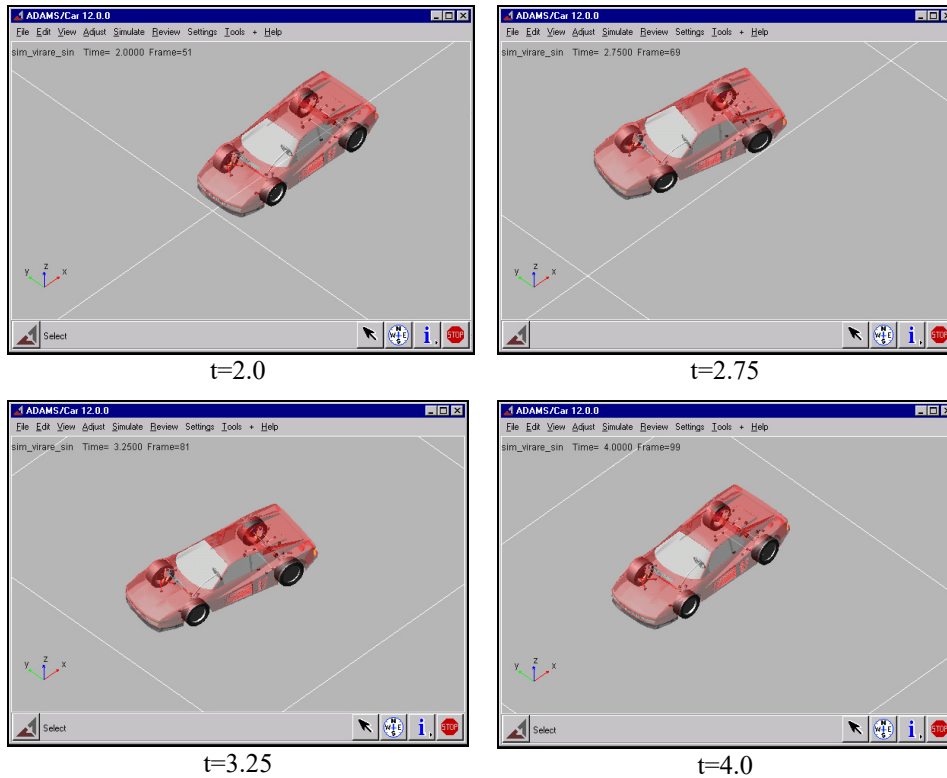 ADAMS/Car 12.0.0
File Edit View Adjust Simulate Review Settings Tools + Help
sim_virare_sin Time= 2.0000 Frame=51
z
y x
Select
N
W E
S
i
STOP
t=2.0
ADAMS/Car 12.0.0
File Edit View Adjust Simulate Review Settings Tools + Help
sim_virare_sin Time= 2.7500 Frame=69
z
y x
N
W E
S
i
STOP
t=2.75
ADAMS/Car 12.0.0
File Edit View Adjust Simulate Review Settings Tools + Help
sim_virare_sin Time= 3.2500 Frame=81
z
y x
Select
N
W E
S
i
STOP
t=3.25
ADAMS/Car 12.0.0
File Edit View Adjust Simulate Review Settings Tools + Help
sim_virare_sin Time= 4.0000 Frame=99
z
y x
Select
N
W E
S
i
STOP
t=4.0